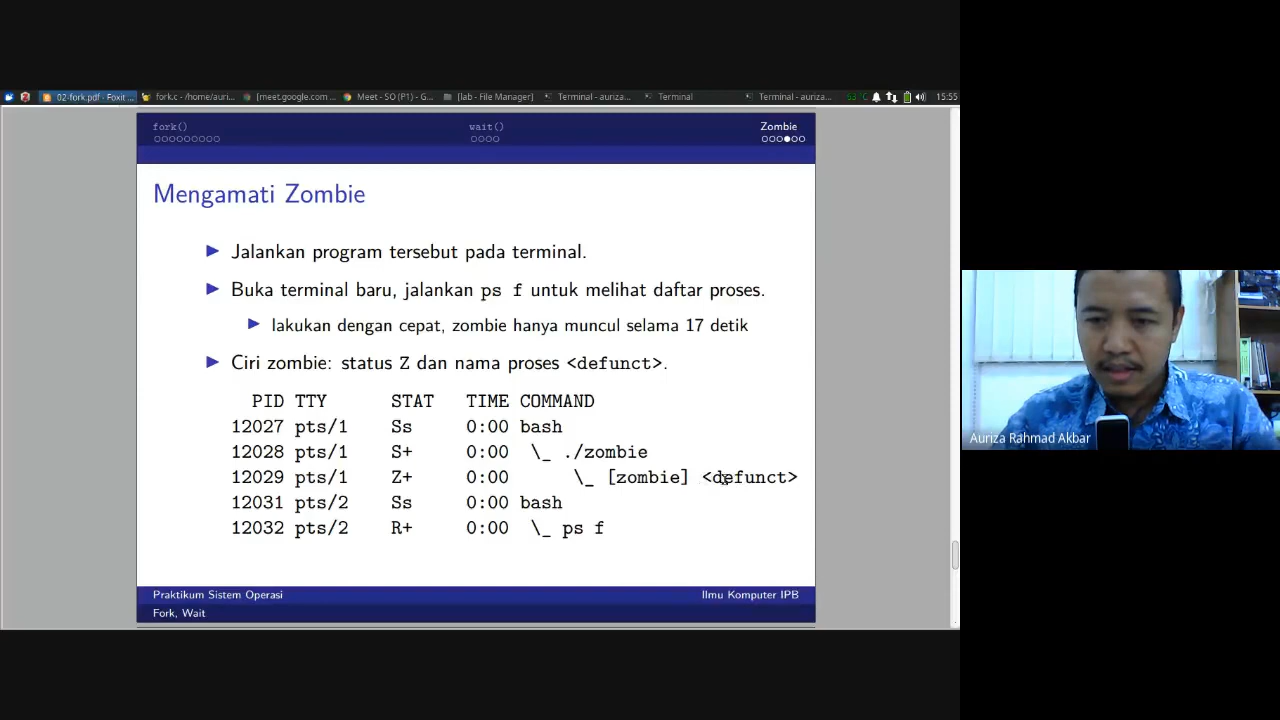 02-fork.pdf - Foxit ...
fork.c - /home/auri...
[meet.google.com ...
Meet - SO (P1) - G...
[lab - File Manager]
Terminal - auriza...
Terminal
Terminal - auriza...
63°C
15:55
fork()
wait()
Zombie
Mengamati Zombie
Jalankan program tersebut pada terminal.
Buka terminal baru, jalankan ps f untuk melihat daftar proses.
lakukan dengan cepat, zombie hanya muncul selama 17 detik
Ciri zombie: status Z dan nama proses <defunct>.
PID TTY STAT TIME COMMAND
12027 pts/1 Ss 0:00 bash
12028 pts/1 S+ 0:00 \_ ./zombie
12029 pts/1 Z+ 0:00 \_ [zombie] <defunct>
12031 pts/2 Ss 0:00 bash
12032 pts/2 R+ 0:00 \_ ps f
Praktikum Sistem Operasi
Ilmu Komputer IPB
Fork, Wait
Auriza Rahmad Akbar